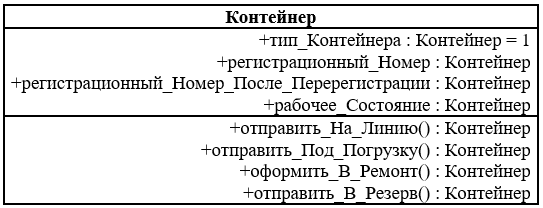 Контейнер
+тип_Контейнера : Контейнер = 1
+регистрационный_Номер : Контейнер
+регистрационный_Номер_После_Перерегистрации : Контейнер
+рабочее_Состояние : Контейнер
+отправить_На_Линию() : Контейнер
+отправить_Под_Погрузку() : Контейнер
+оформить_В_Ремонт() : Контейнер
+отправить_В_Резерв() : Контейнер